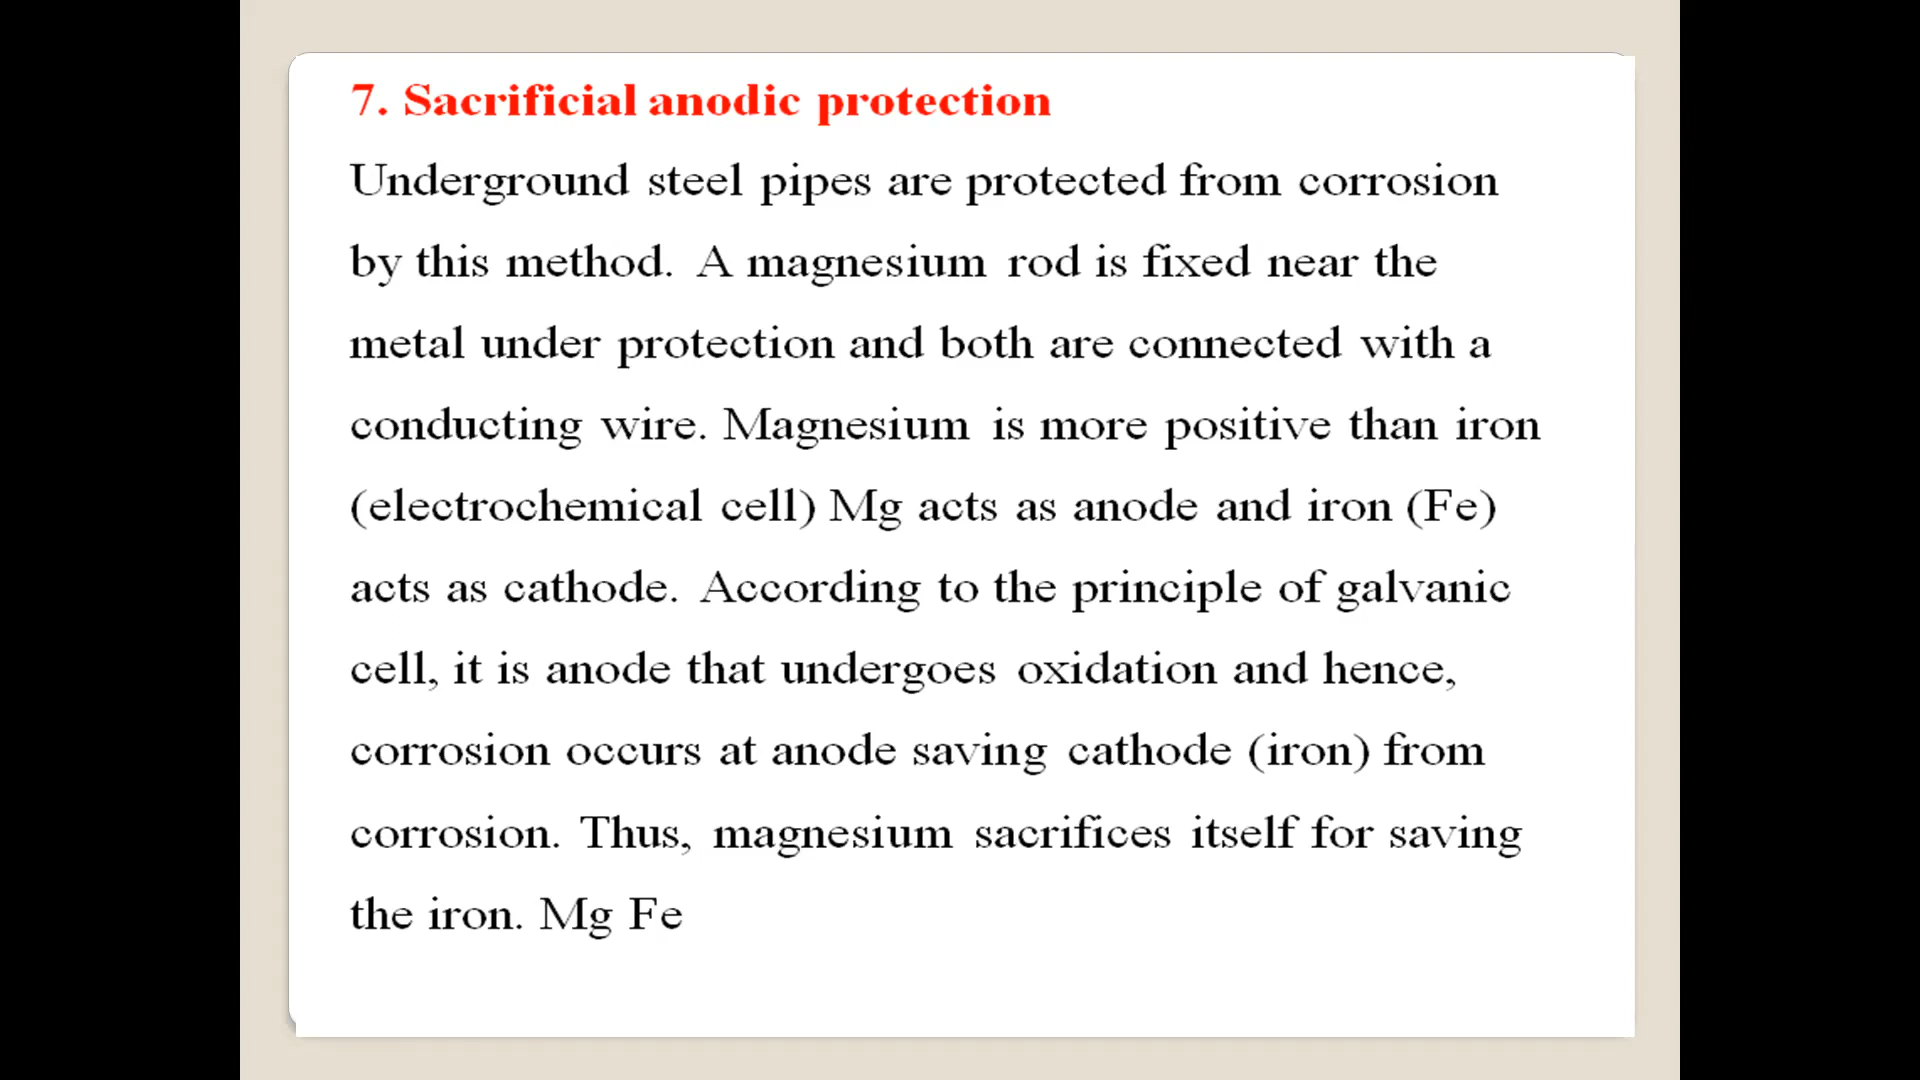 7. Sacrificial anodic protection
Underground steel pipes are protected from corrosion
by this method. A magnesium rod is fixed near the
metal under protection and both are connected with a
conducting wire. Magnesium is more positive than iron
(electrochemical cell) Mg acts as anode and iron (Fe)
acts as cathode. According to the principle of galvanic
cell, it is anode that undergoes oxidation and hence,
corrosion occurs at anode saving cathode (iron) from
corrosion. Thus, magnesium sacrifices itself for saving
the iron. Mg Fe